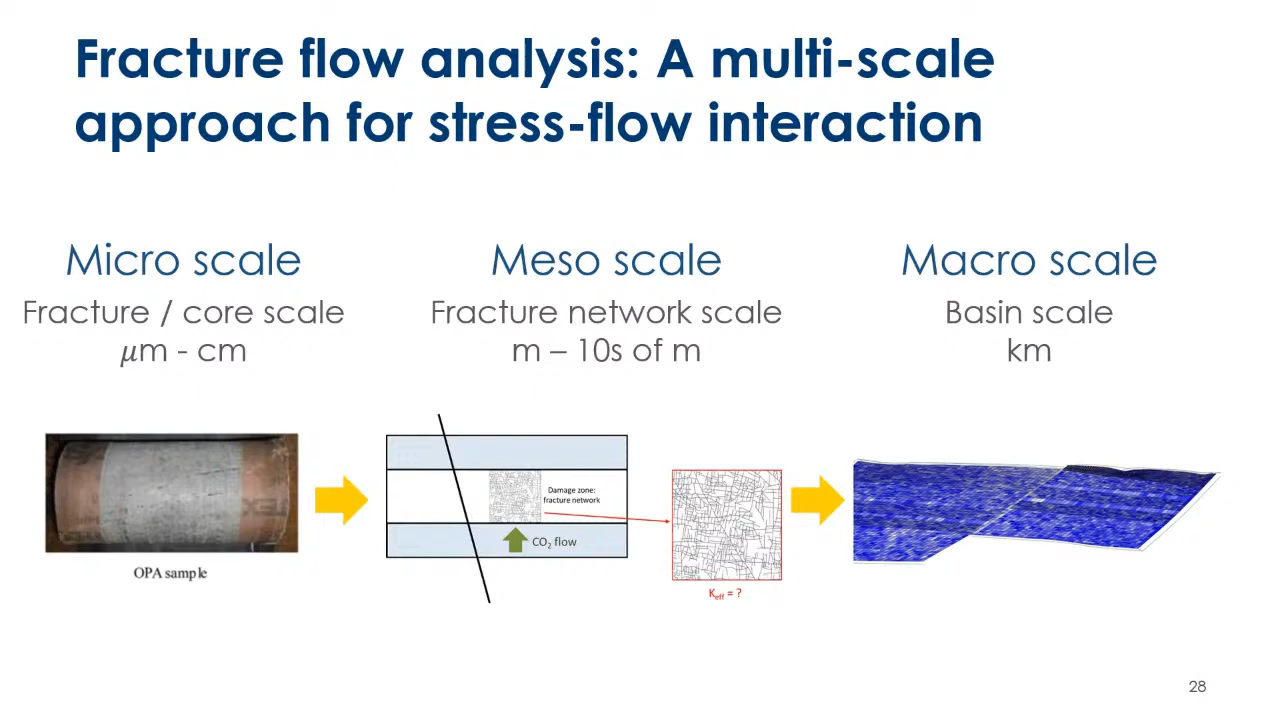 Fracture flow analysis: A multi-scale
approach for stress-flow interaction
Micro scale
Fracture / core scale
μm - cm
Meso scale
Fracture network scale
m – 10s of m
Macro scale
Basin scale
km
OPA sample
Damage zone:
fracture network
CO₂ flow
Keff = ?
28